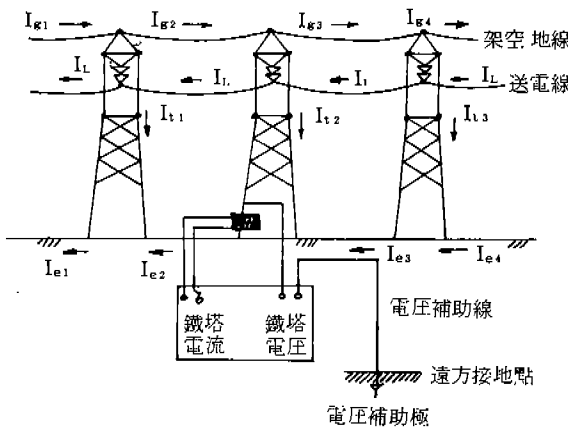 Ig1 Ig2 Ig3 Ig4
架空地線
IL IL I IL
送電線
It1 It2 It3
Ie1 Ie2 Ie3 Ie4
鐵塔電流
鐵塔電圧
電圧補助線
遠方接地點
電圧補助極